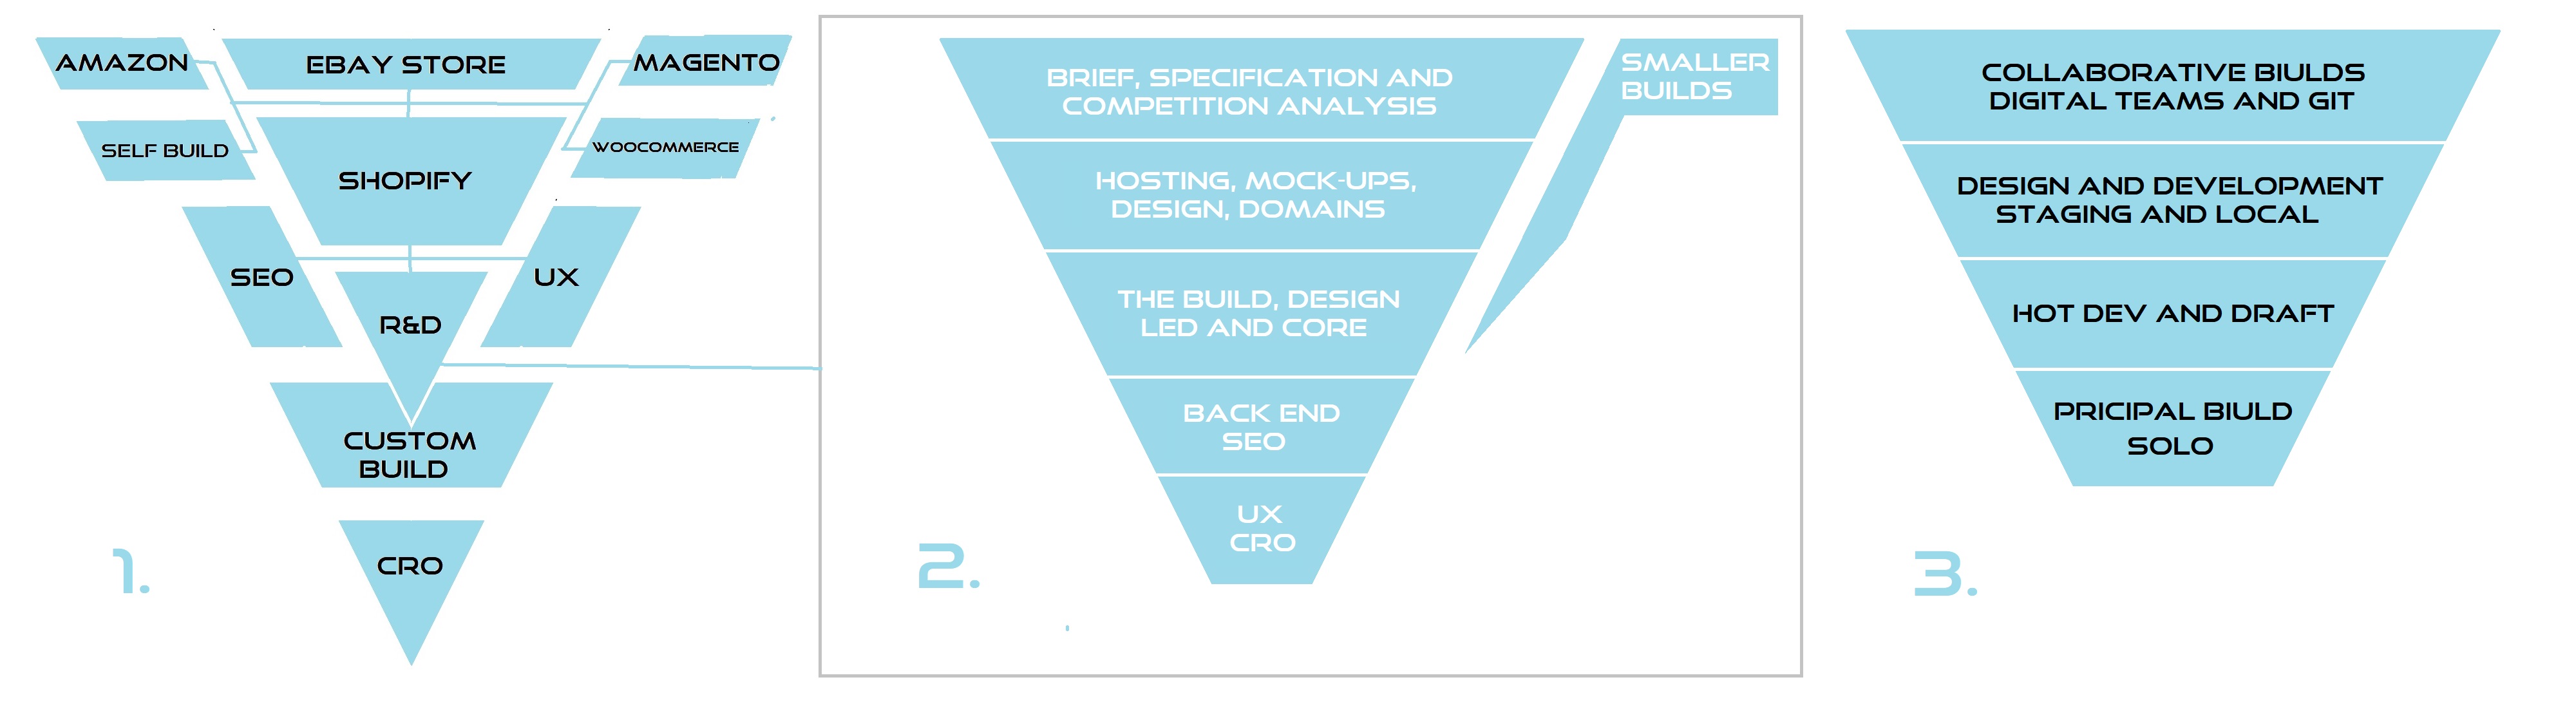 AMAZON
EBAY STORE
MAGENTO
SELF BUILD
SHOPIFY
WOOCOMMERCE
SEO
UX
R&D
CUSTOM
BUILD
CRO
1.
BRIEF, SPECIFICATION AND
COMPETITION ANALYSIS
SMALLER
BUILDS
HOSTING, MOCK-UPS,
DESIGN, DOMAINS
THE BUILD, DESIGN
LED AND CORE
BACK END
SEO
UX
CRO
2.
COLLABORATIVE BIULDS
DIGITAL TEAMS AND GIT
DESIGN AND DEVELOPMENT
STAGING AND LOCAL
HOT DEV AND DRAFT
PRICIPAL BIULD
SOLO
3.